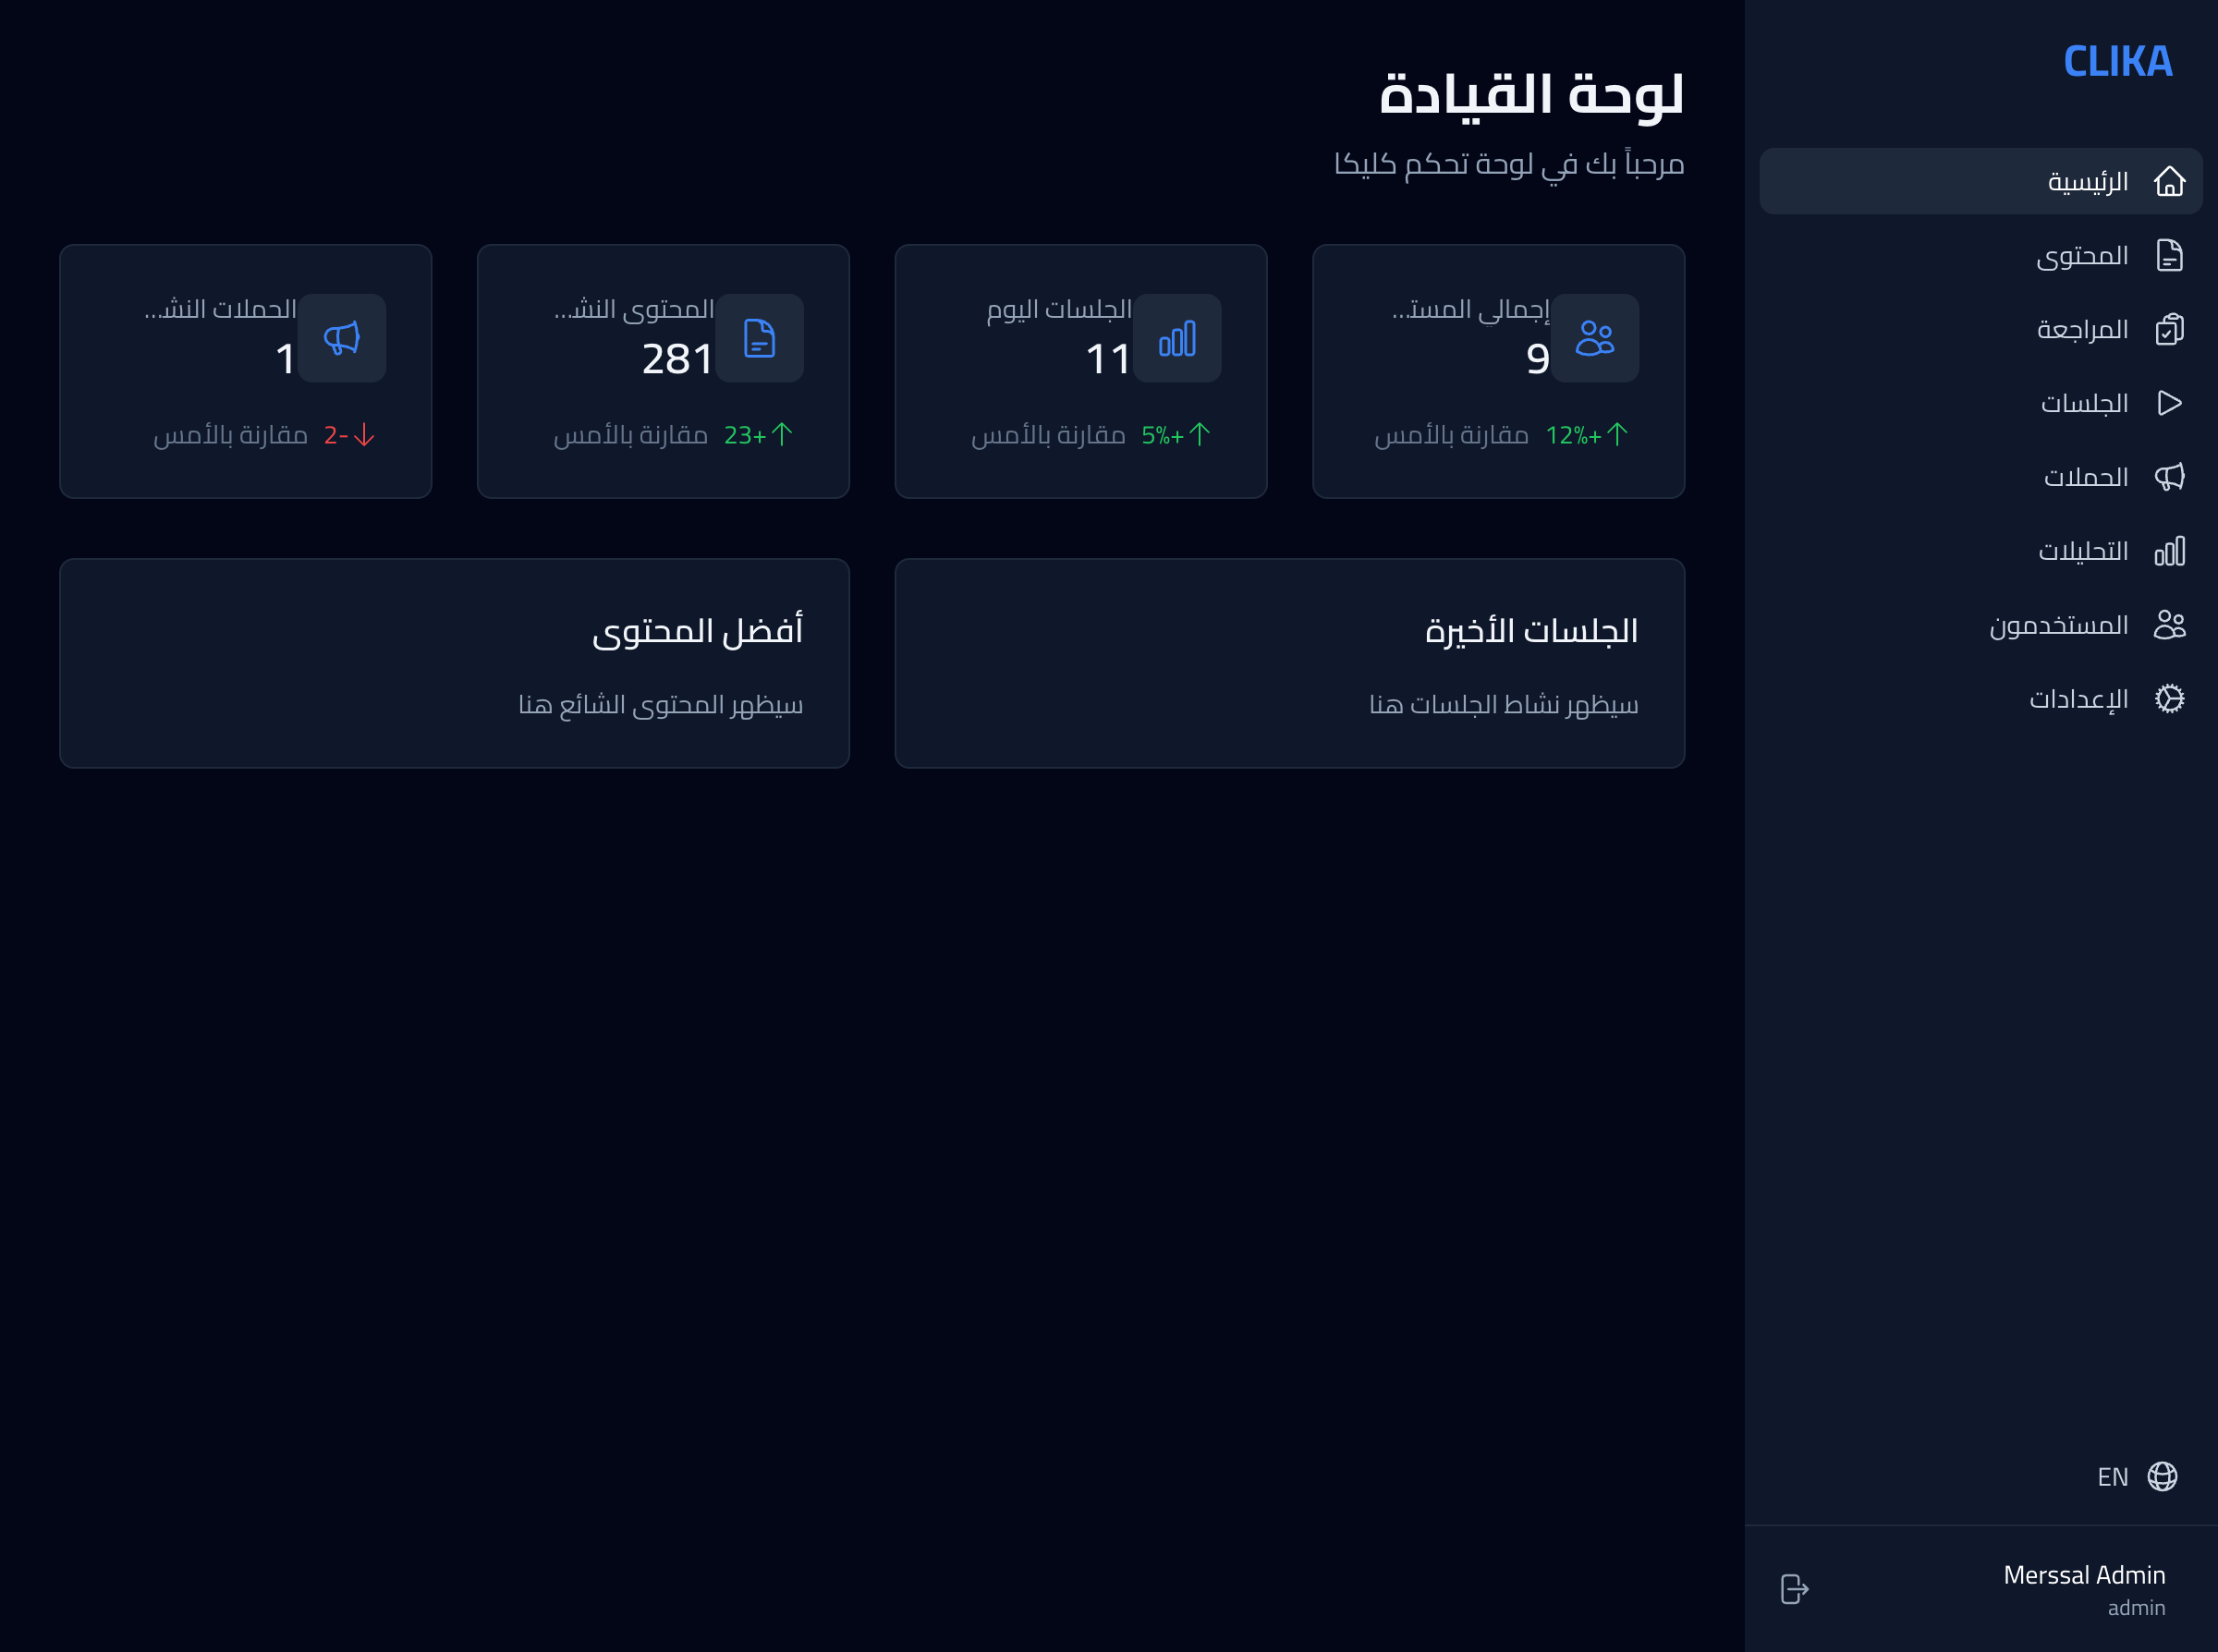 CLIKA
الرئيسية
المحتوى
المراجعة
الجلسات
الحملات
التحليلات
المستخدمون
الإعدادات
EN
Merssal Admin
admin
لوحة القيادة
مرحباً بك في لوحة تحكم كليكا
إجمالي المستـ...
9
+12% مقارنة بالأمس
الجلسات اليوم
11
+5% مقارنة بالأمس
المحتوى النشـ...
281
+23 مقارنة بالأمس
الحملات النشـ...
1
-2 مقارنة بالأمس
الجلسات الأخيرة
سيظهر نشاط الجلسات هنا
أفضل المحتوى
سيظهر المحتوى الشائع هنا